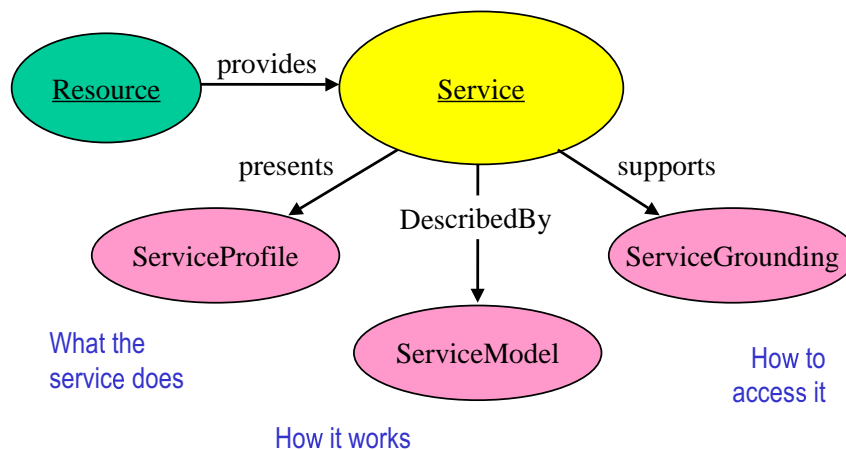 provides
Resource
Service
presents
supports
DescribedBy
ServiceProfile
ServiceGrounding
What the
service does
ServiceModel
How to
access it
How it works